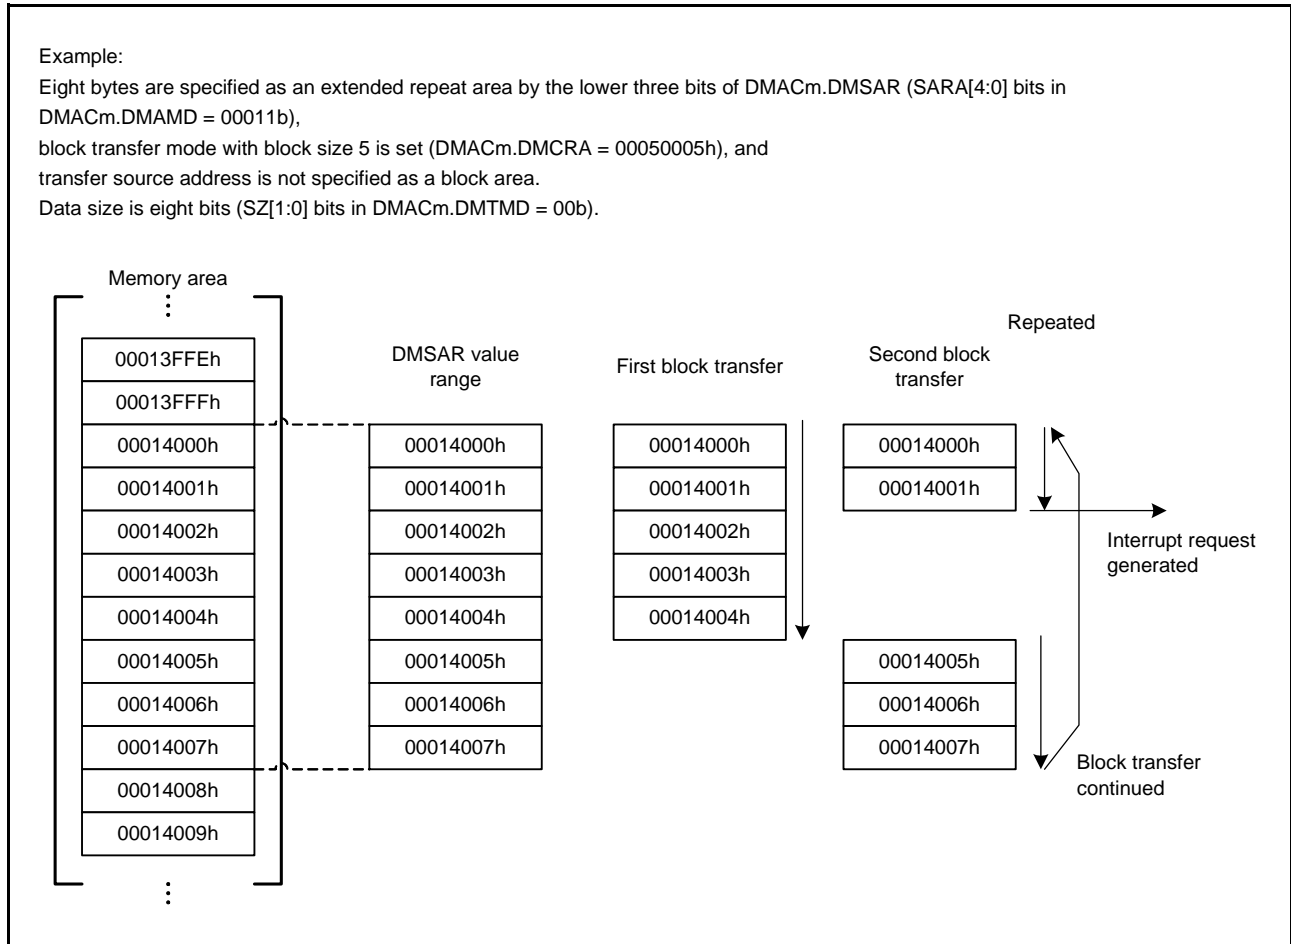 Example:
Eight bytes are specified as an extended repeat area by the lower three bits of DMACm.DMSAR (SARA[4:0] bits in
DMACm.DMAMD = 00011b),
block transfer mode with block size 5 is set (DMACm.DMCRA = 00050005h), and
transfer source address is not specified as a block area.
Data size is eight bits (SZ[1:0] bits in DMACm.DMTMD = 00b).
Memory area
00013FFEh
00013FFFh
00014000h
00014001h
00014002h
00014003h
00014004h
00014005h
00014006h
00014007h
00014008h
00014009h
DMSAR value
range
00014000h
00014001h
00014002h
00014003h
00014004h
00014005h
00014006h
00014007h
First block transfer
00014000h
00014001h
00014002h
00014003h
00014004h
Second block
transfer
00014000h
00014001h
00014005h
00014006h
00014007h
Repeated
Interrupt request
generated
Block transfer
continued